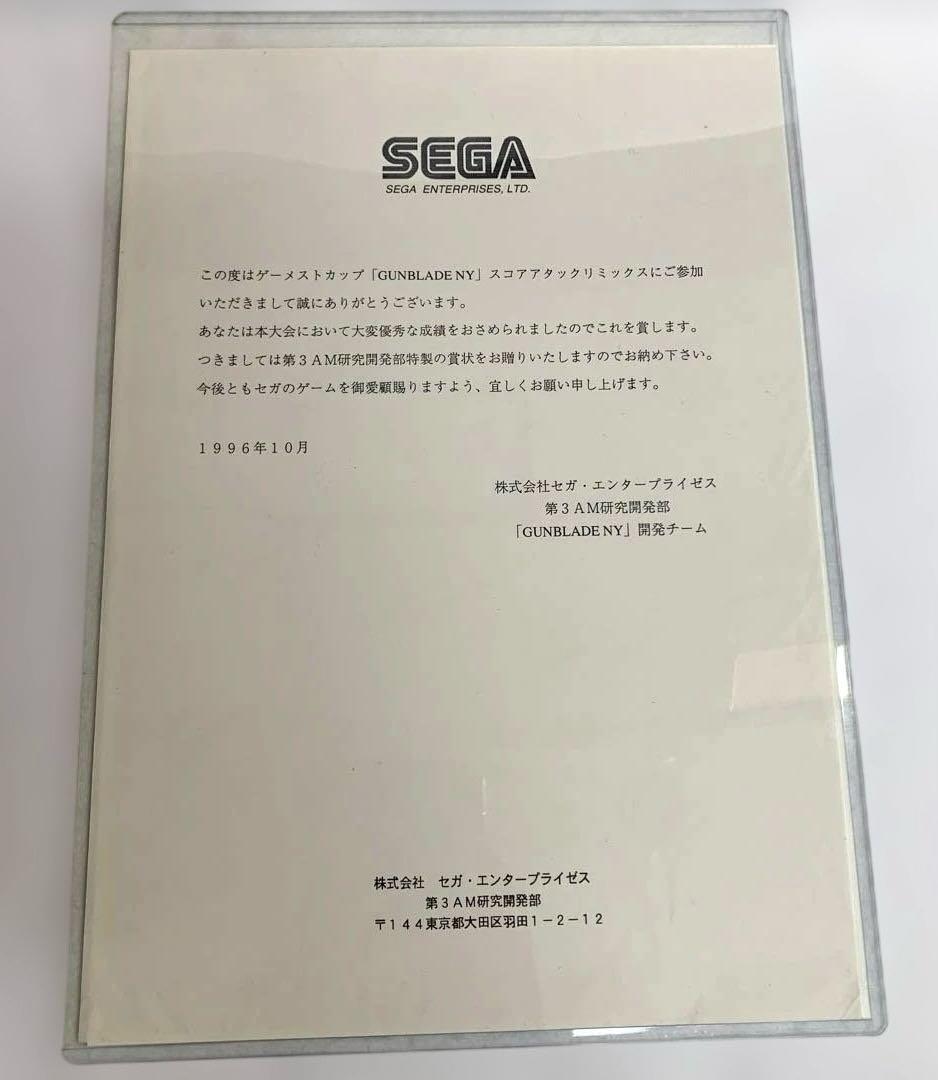 SEGA
SEGA ENTERPRISES, LTD.
この度はゲーメストカップ「GUNBLADE NY」スコアアタックリミックスにご参加
いただきまして誠にありがとうございます。
あなたは本大会において大変優秀な成績をおさめられましたのでこれを賞します。
つきましては第3AM研究開発部特製の賞状をお贈りいたしますのでお納め下さい。
今後ともセガのゲームを御愛顧賜りますよう、宜しくお願い申し上げます。
1996年10月
株式会社セガ・エンタープライゼス
第3AM研究開発部
「GUNBLADE NY」開発チーム
株式会社　セガ・エンタープライゼス
第3AM研究開発部
〒144東京都大田区羽田1-2-12